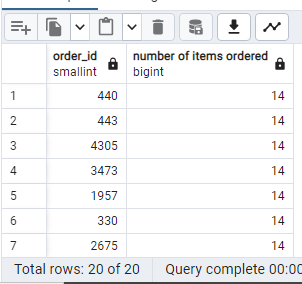 order_id number of items ordered
smallint bigint
1 440 14
2 443 14
3 4305 14
4 3473 14
5 1957 14
6 330 14
7 2675 14
Total rows: 20 of 20 Query complete 00:00